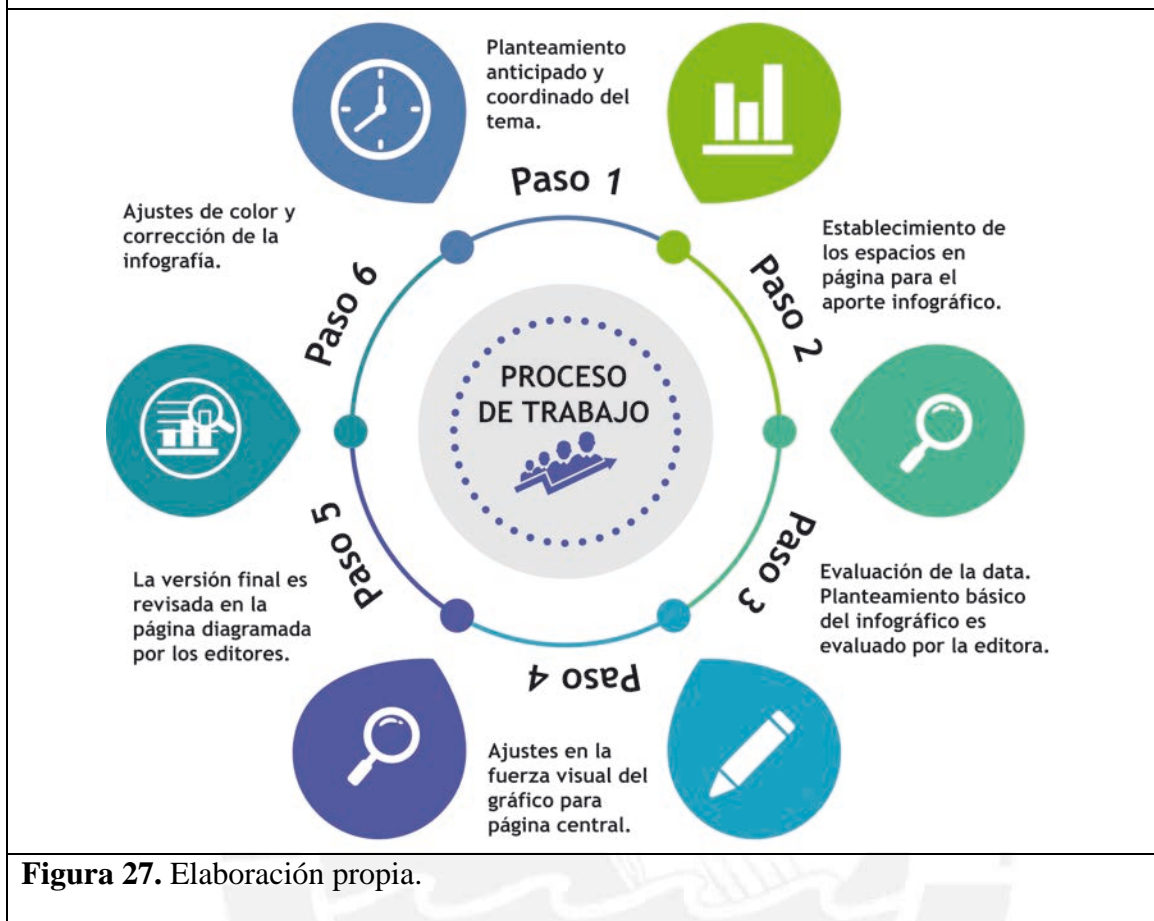 Planteamiento
anticipado y
coordinado del
tema.
Paso 1
Establecimiento de
los espacios en
página para el
aporte infográfico.
Paso 2
Evaluación de la data.
Planteamiento básico
del infográfico es
evaluado por la editora.
Paso 3
Ajustes en la
fuerza visual del
gráfico para
página central.
Paso 4
La versión final es
revisada en la
página diagramada
por los editores.
Paso 5
Ajustes de color y
corrección de la
infografía.
Paso 6
PROCESO
DE TRABAJO
Figura 27. Elaboración propia.